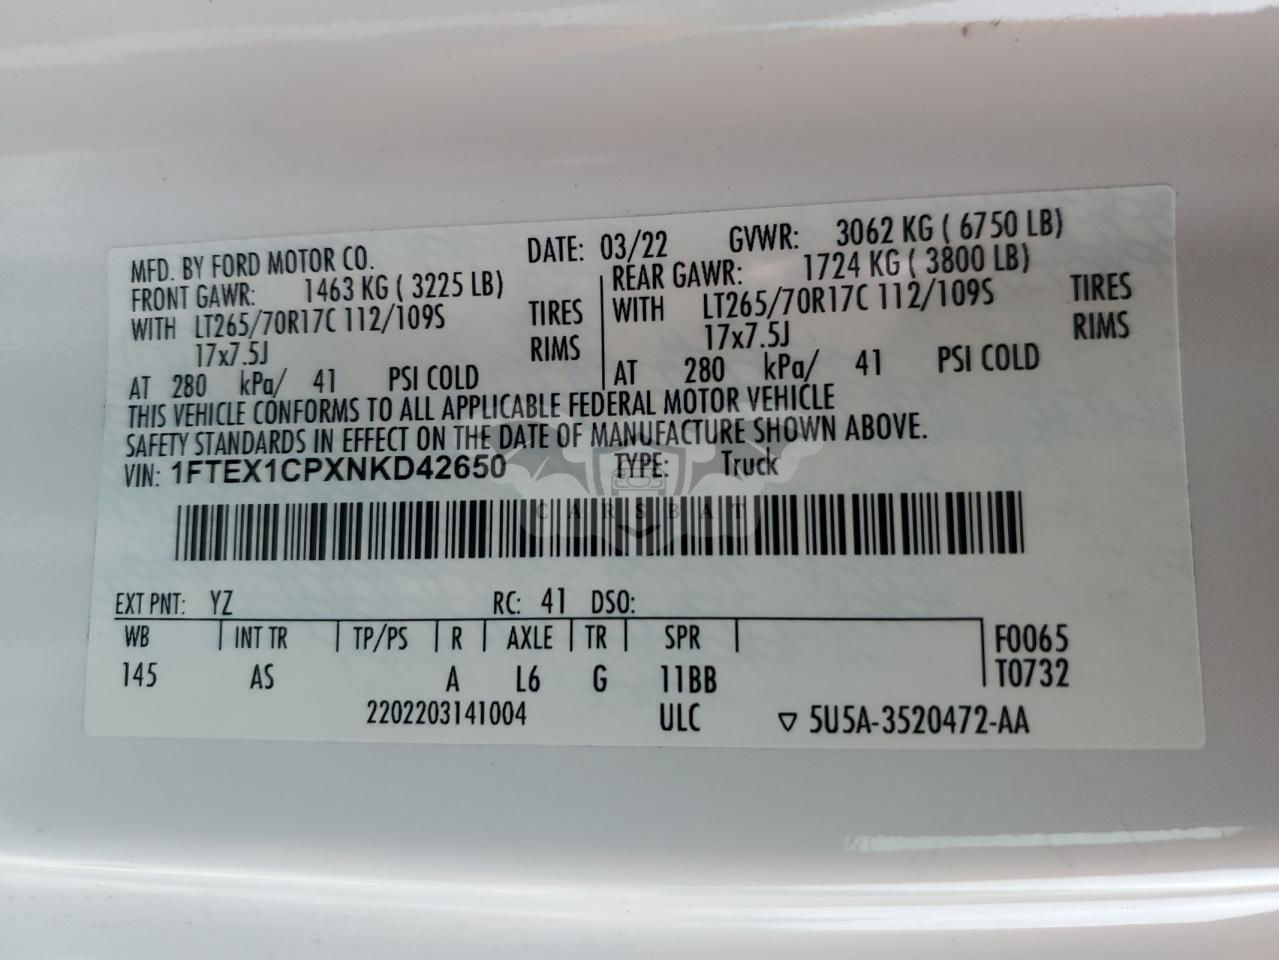 MFD. BY FORD MOTOR CO. DATE: 03/22 GVWR: 3062 KG ( 6750 LB)
FRONT GAWR: 1463 KG ( 3225 LB) REAR GAWR: 1724 KG ( 3800 LB)
WITH LT265/70R17C 112/109S TIRES WITH LT265/70R17C 112/109S TIRES
17x7.5J RIMS 17x7.5J RIMS
AT 280 kPa/ 41 PSI COLD AT 280 kPa/ 41 PSI COLD
THIS VEHICLE CONFORMS TO ALL APPLICABLE FEDERAL MOTOR VEHICLE
SAFETY STANDARDS IN EFFECT ON THE DATE OF MANUFACTURE SHOWN ABOVE.
VIN: 1FTEX1CPXNKD42650 TYPE: Truck
CARSBAT
EXT PNT: YZ RC: 41 DSO:
WB INT TR TP/PS R AXLE TR SPR F0065
145 AS A L6 G 11BB T0732
2202203141004 ULC ▽ 5U5A-3520472-AA